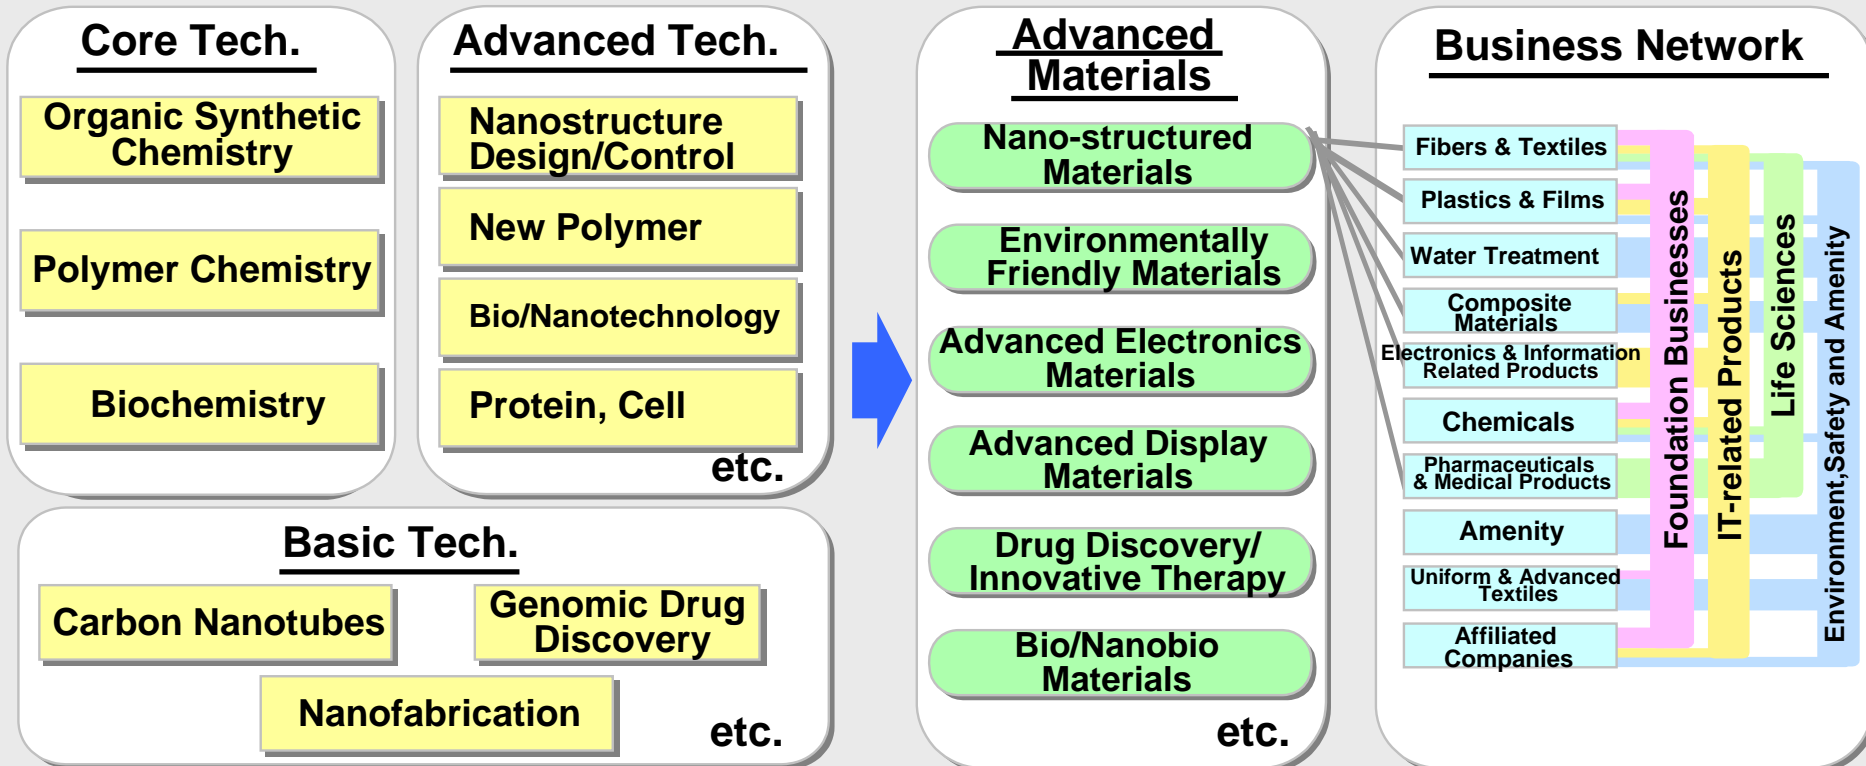 Core Tech.
Organic Synthetic
Chemistry
Polymer Chemistry
Biochemistry
Advanced Tech.
Nanostructure
Design/Control
New Polymer
Bio/Nanotechnology
Protein, Cell
etc.
Basic Tech.
Carbon Nanotubes
Genomic Drug
Discovery
Nanofabrication
etc.
Advanced
Materials
Nano-structured
Materials
Environmentally
Friendly Materials
Advanced Electronics
Materials
Advanced Display
Materials
Drug Discovery/
Innovative Therapy
Bio/Nanobio
Materials
etc.
Business Network
Fibers & Textiles
Plastics & Films
Water Treatment
Composite
Materials
Electronics & Information
Related Products
Chemicals
Pharmaceuticals
& Medical Products
Amenity
Uniform & Advanced
Textiles
Affiliated
Companies
Foundation Businesses
IT-related Products
Life Sciences
Environment,Safety and Amenity